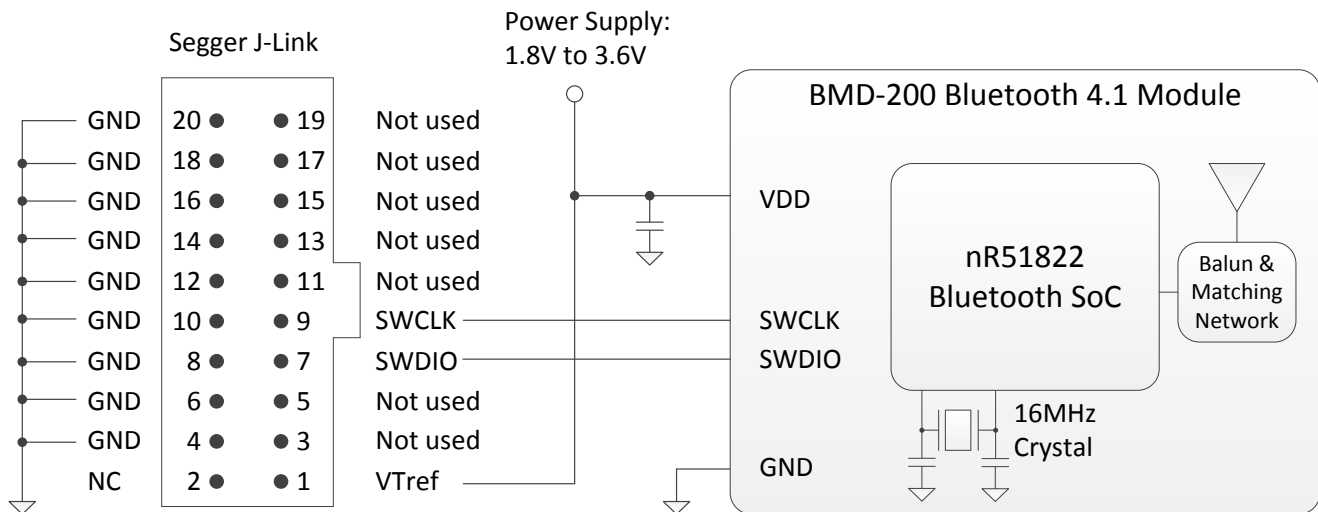 Power Supply:
1.8V to 3.6V
Segger J-Link
BMD-200 Bluetooth 4.1 Module
GND 20 19 Not used
GND 18 17 Not used
GND 16 15 Not used
VDD
GND 14 13 Not used
GND 12 11 Not used
GND 10 9 SWCLK
SWCLK
GND 8 7 SWDIO
SWDIO
GND 6 5 Not used
GND 4 3 Not used
NC 2 1 VTref
GND
nR51822
Bluetooth SoC
Balun &
Matching
Network
16MHz
Crystal